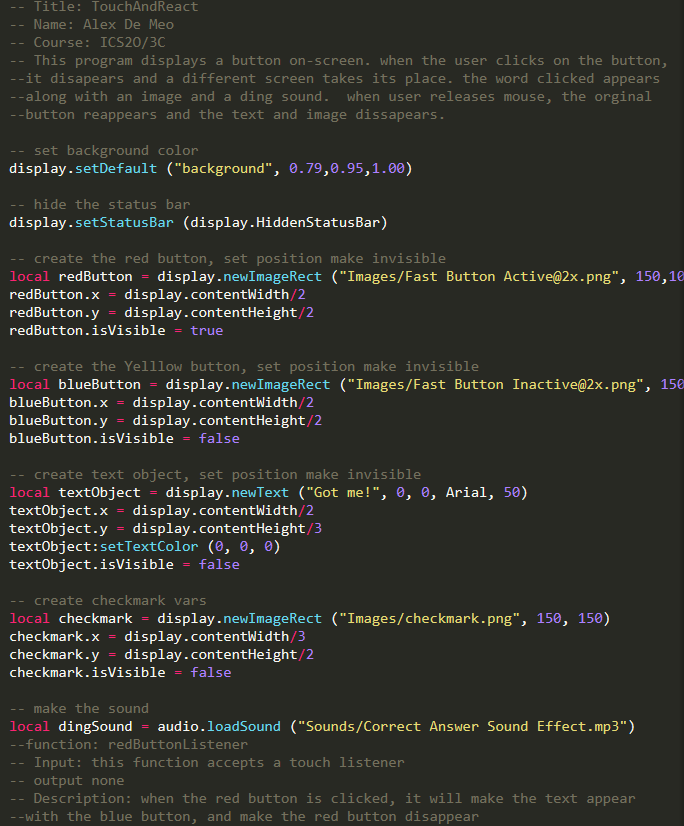 -- Title: TouchAndReact
-- Name: Alex De Meo
-- Course: ICS2O/3C
-- This program displays a button on-screen. when the user clicks on the button,
--it disapears and a different screen takes its place. the word clicked appears
--along with an image and a ding sound.  when user releases mouse, the orginal
--button reappears and the text and image dissapears.

-- set background color
display.setDefault ("background", 0.79,0.95,1.00)

-- hide the status bar
display.setStatusBar (display.HiddenStatusBar)

-- create the red button, set position make invisible
local redButton = display.newImageRect ("Images/Fast Button Active@2x.png", 150,10
redButton.x = display.contentWidth/2
redButton.y = display.contentHeight/2
redButton.isVisible = true

-- create the Yelllow button, set position make invisible
local blueButton = display.newImageRect ("Images/Fast Button Inactive@2x.png", 150
blueButton.x = display.contentWidth/2
blueButton.y = display.contentHeight/2
blueButton.isVisible = false

-- create text object, set position make invisible
local textObject = display.newText ("Got me!", 0, 0, Arial, 50)
textObject.x = display.contentWidth/2
textObject.y = display.contentHeight/3
textObject:setTextColor (0, 0, 0)
textObject.isVisible = false

-- create checkmark vars
local checkmark = display.newImageRect ("Images/checkmark.png", 150, 150)
checkmark.x = display.contentWidth/3
checkmark.y = display.contentHeight/2
checkmark.isVisible = false

-- make the sound
local dingSound = audio.loadSound ("Sounds/Correct Answer Sound Effect.mp3")
--function: redButtonListener
-- Input: this function accepts a touch listener
-- output none
-- Description: when the red button is clicked, it will make the text appear
--with the blue button, and make the red button disappear